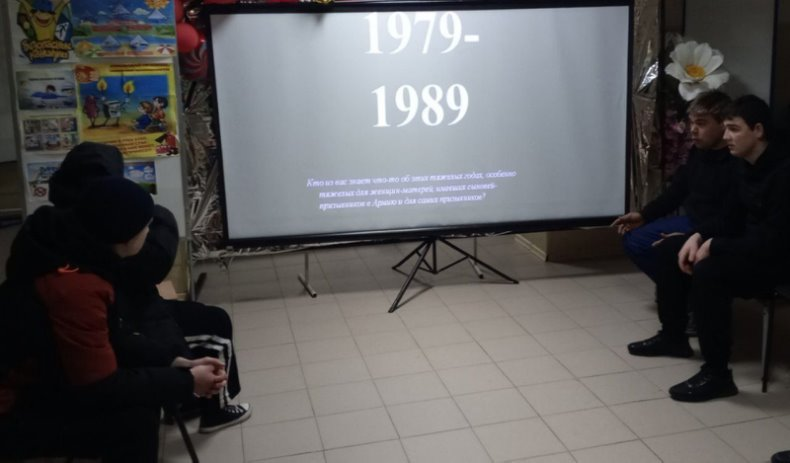 1979-
1989
Кто из нас знает что-то об этих тяжелых годах, особенно
тяжелых для женщин-матерей, имевших сыновей-
призывников в Армию и для самих призывников?